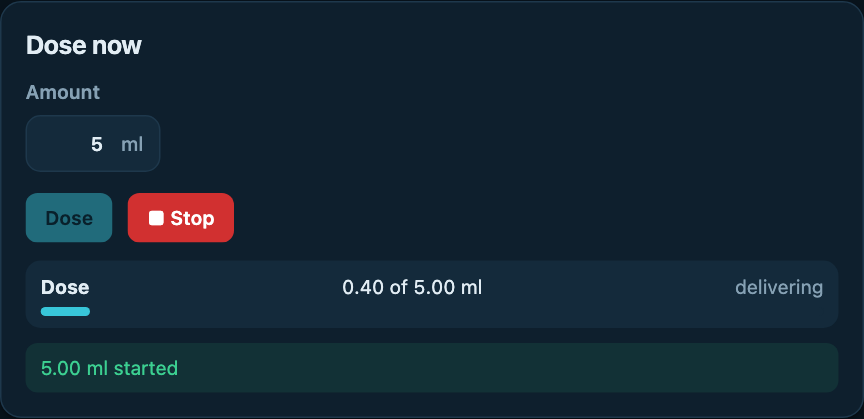 Dose now
Amount
5 ml
Dose Stop
Dose 0.40 of 5.00 ml delivering
5.00 ml started